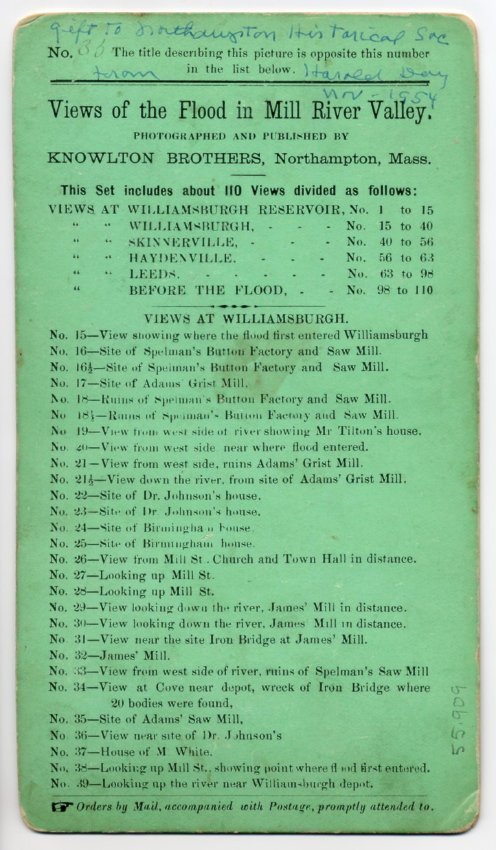 Gift to Northampton Historical Soc
No. 36 The title describing this picture is opposite this number
in the list below.
from Harold Day
Nov - 1954
Views of the Flood in Mill River Valley.
PHOTOGRAPHED AND PUBLISHED BY
KNOWLTON BROTHERS, Northampton, Mass.
This Set includes about 110 Views divided as follows:
VIEWS AT WILLIAMSBURGH RESERVOIR, No. 1 to 15
" " WILLIAMSBURGH, - - - No. 15 to 40
" " SKINNERVILLE, - - - No. 40 to 56
" " HAYDENVILLE. - - - No. 56 to 63
" " LEEDS. - - - - - No. 63 to 98
" BEFORE THE FLOOD, - - No. 98 to 110
VIEWS AT WILLIAMSBURGH.
No. 15—View showing where the flood first entered Williamsburgh
No. 16—Site of Spelman's Button Factory and Saw Mill.
No. 16½—Site of Spelman's Button Factory and Saw Mill.
No. 17—Site of Adams' Grist Mill.
No. 18—Ruins of Spelman's Button Factory and Saw Mill.
No 18½—Ruins of Spelman's Button Factory and Saw Mill.
No 19—View from west side of river showing Mr Tilton's house.
No. 20—View from west side near where flood entered.
No. 21—View from west side, ruins Adams' Grist Mill.
No. 21½—View down the river, from site of Adams' Grist Mill.
No. 22—Site of Dr. Johnson's house.
No. 23—Site of Dr. Johnson's house.
No. 24—Site of Birmingham house.
No. 25—Site of Birmingham house.
No. 26—View from Mill St., Church and Town Hall in distance.
No. 27—Looking up Mill St.
No. 28—Looking up Mill St.
No. 29—View looking down the river, James' Mill in distance.
No. 30—View looking down the river, James Mill in distance.
No. 31—View near the site Iron Bridge at James' Mill.
No. 32—James' Mill.
No. 33—View from west side of river, ruins of Spelman's Saw Mill
No. 34—View at Cove near depot, wreck of Iron Bridge where
20 bodies were found,
No. 35—Site of Adams' Saw Mill,
No 36—View near site of Dr. Johnson's
No. 37—House of M. White.
No. 38—Looking up Mill St., showing point where fl od first entered.
No. 39—Looking up the river near Williamsburgh depot.
☞ Orders by Mail, accompanied with Postage, promptly attended to.
55.909